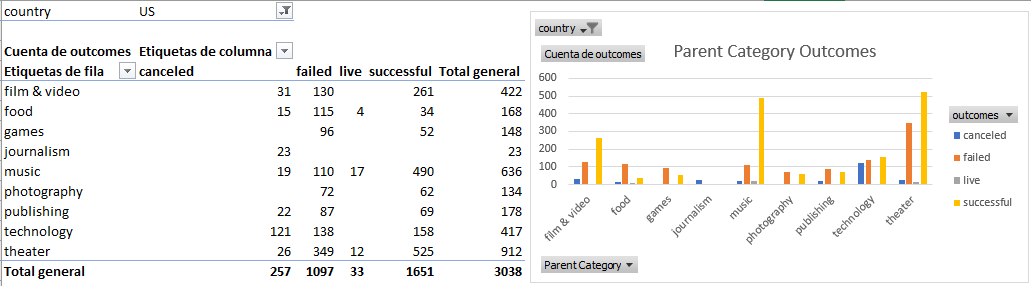 country US
Cuenta de outcomes Etiquetas de columna
Etiquetas de fila canceled failed live successful Total general
film & video 31 130 261 422
food 15 115 4 34 168
games 96 52 148
journalism 23 23
music 19 110 17 490 636
photography 72 62 134
publishing 22 87 69 178
technology 121 138 158 417
theater 26 349 12 525 912
Total general 257 1097 33 1651 3038
country
Cuenta de outcomes
Parent Category Outcomes
600
500
400
300
200
100
0
film & video
food
games
journalism
music
photography
publishing
technology
theater
outcomes
canceled
failed
live
successful
Parent Category